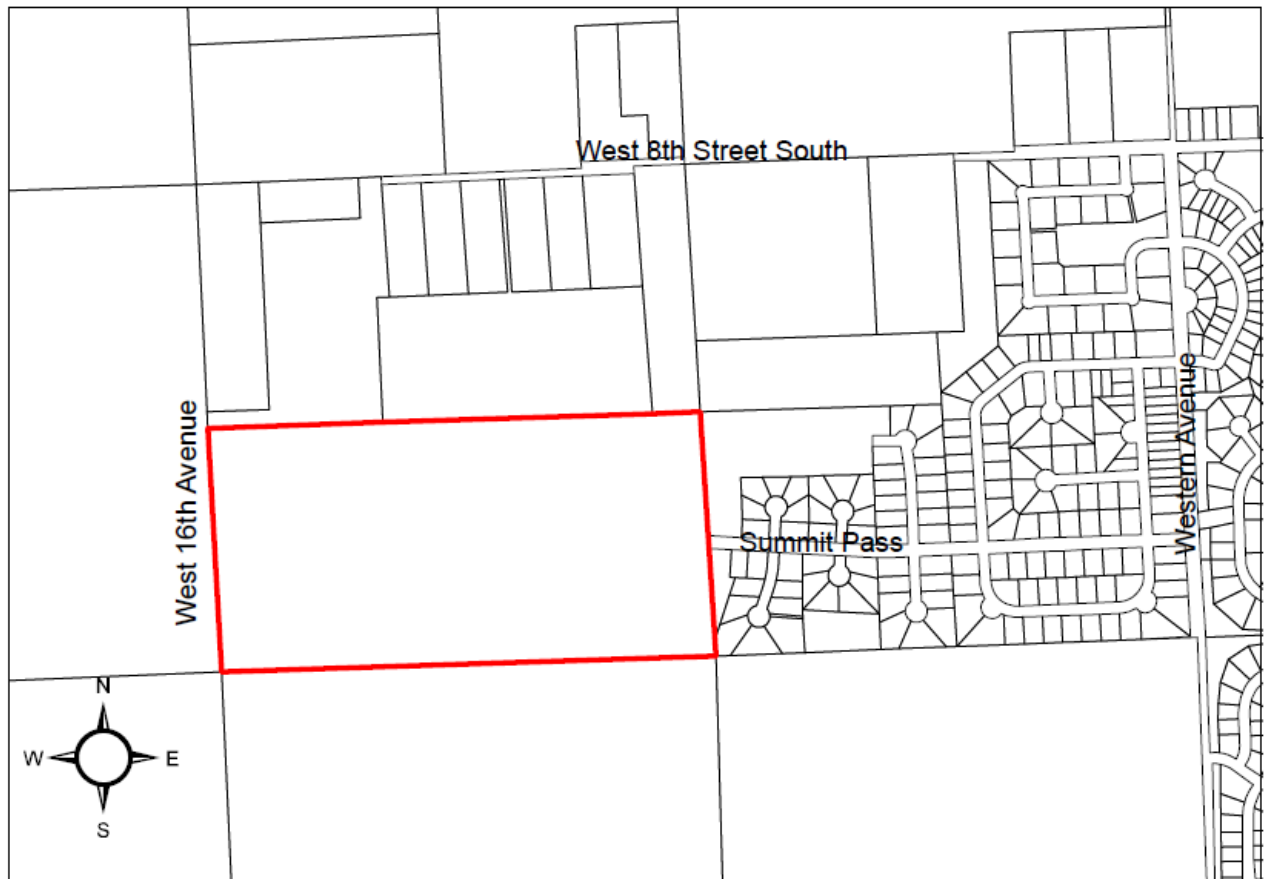 West 8th Street South
West 16th Avenue
Western Avenue
Summit Pass
N
W
E
S